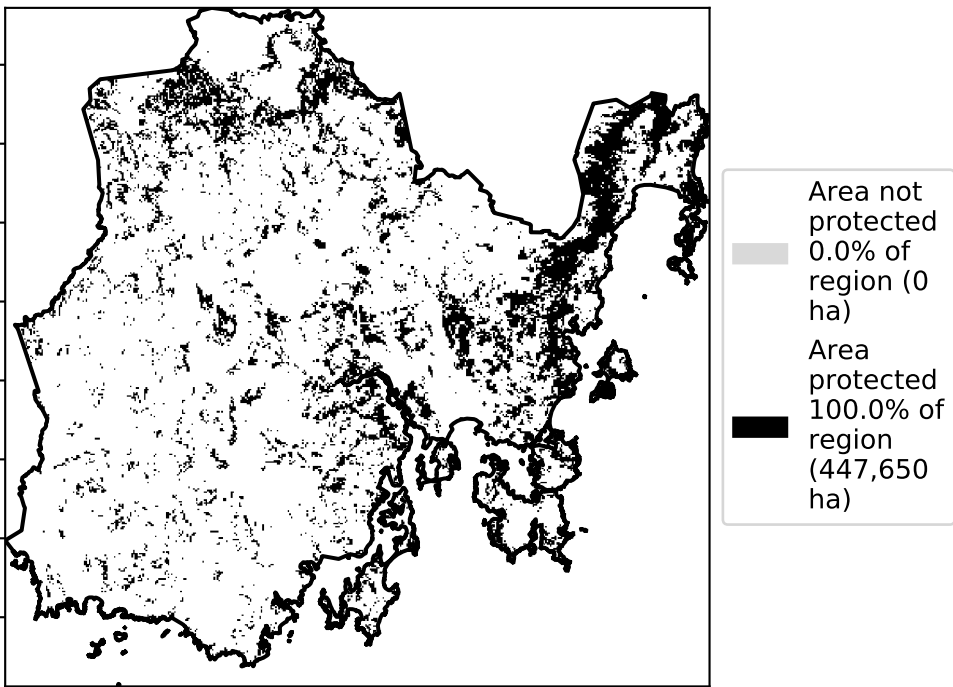 Area not
protected
0.0% of
region (0
ha)
Area
protected
100.0% of
region
(447,650
ha)